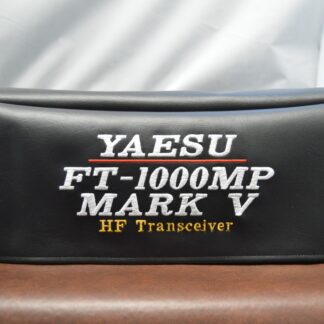 YAESU
FT-1000MP
MARK V
HF Transceiver